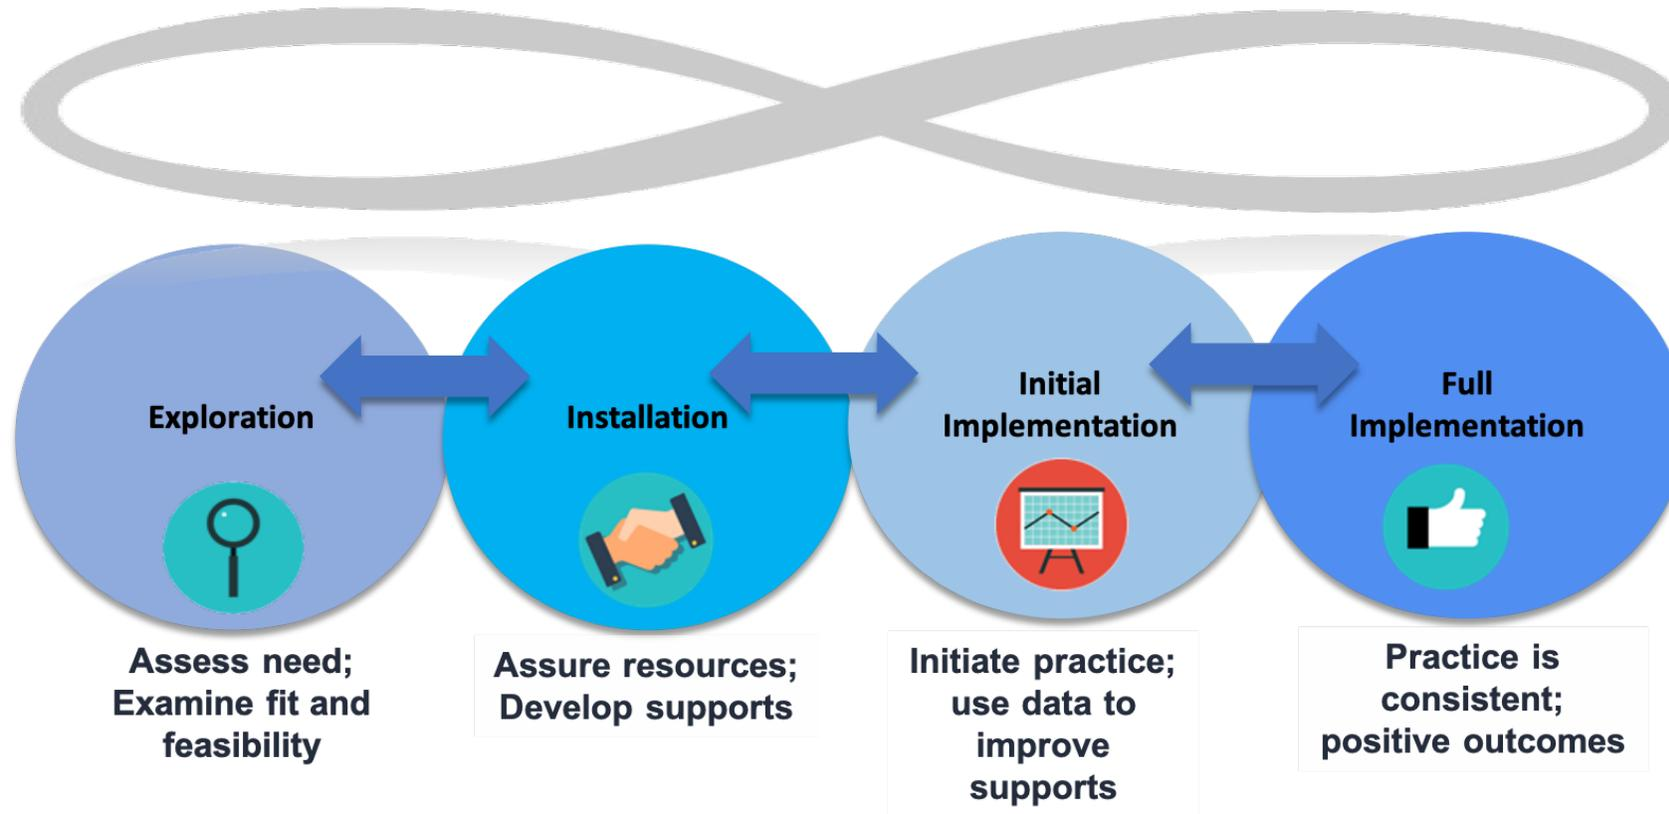 Exploration
Installation
Initial
Implementation
Full
Implementation
Assess need;
Examine fit and
feasibility
Assure resources;
Develop supports
Initiate practice;
use data to
improve
supports
Practice is
consistent;
positive outcomes